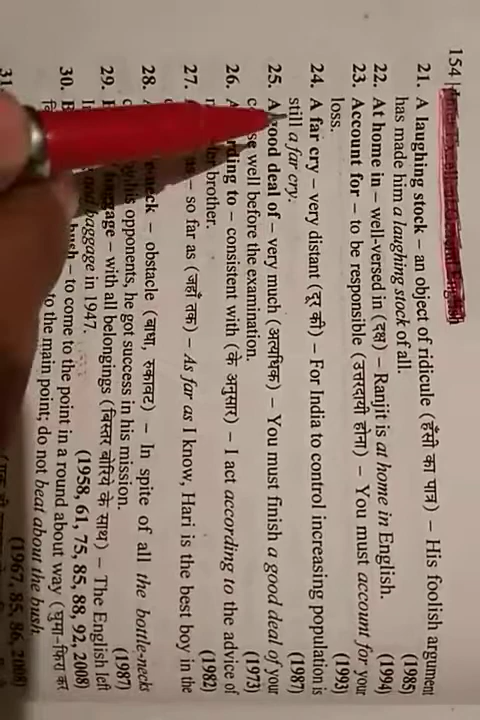 154
21. A laughing stock – an object of ridicule (हँसी का पात्र) – His foolish argument
has made him a laughing stock of all. (1985)
22. At home in – well-versed in (दक्ष) – Ranjit is at home in English. (1994)
23. Account for – to be responsible (उत्तरदायी होना) – You must account for your
loss. (1993)
24. A far cry – very distant (दूर की) – For India to control increasing population is
still a far cry. (1987)
25. A good deal of – very much (अत्यधिक) – You must finish a good deal of your
well before the examination. (1973)
26. – consistent with (के अनुसार) – I act according to the advice of
brother. (1982)
27. – so far as (जहाँ तक) – As far as I know, Hari is the best boy in the
28. – obstacle (बाधा, रुकावट) – In spite of all the bottle-necks
his opponents, he got success in his mission. (1987)
29. – with all belongings (बिस्तर बोरिये के साथ) – The English left
baggage in 1947. (1958, 61, 75, 85, 88, 92, 2008)
30. bush – to come to the point in a round about way (घुमा-फिरा कर
to the main point; do not beat about the bush.
(1967, 85, 86, 2008)
31.